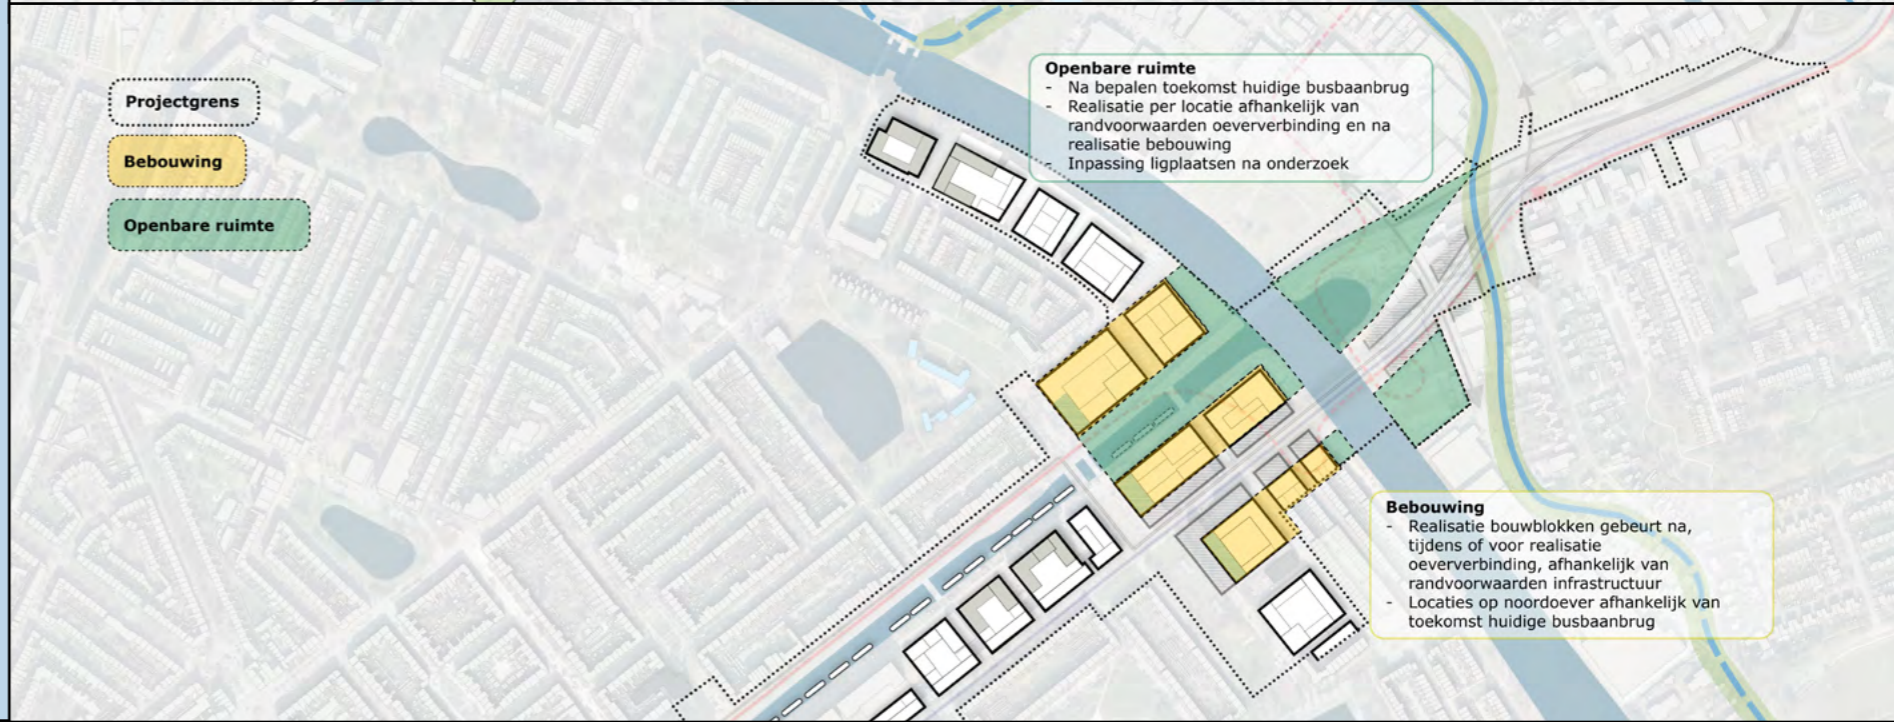 Projectgrens
Bebouwing
Openbare ruimte
Openbare ruimte
- Na bepalen toekomst huidige busbaanbrug
- Realisatie per locatie afhankelijk van
randvoorwaarden oeververbinding en na
realisatie bebouwing
- Inpassing ligplaatsen na onderzoek
Bebouwing
- Realisatie bouwblokken gebeurt na,
tijdens of voor realisatie
oeververbinding, afhankelijk van
randvoorwaarden infrastructuur
- Locaties op noordoever afhankelijk van
toekomst huidige busbaanbrug